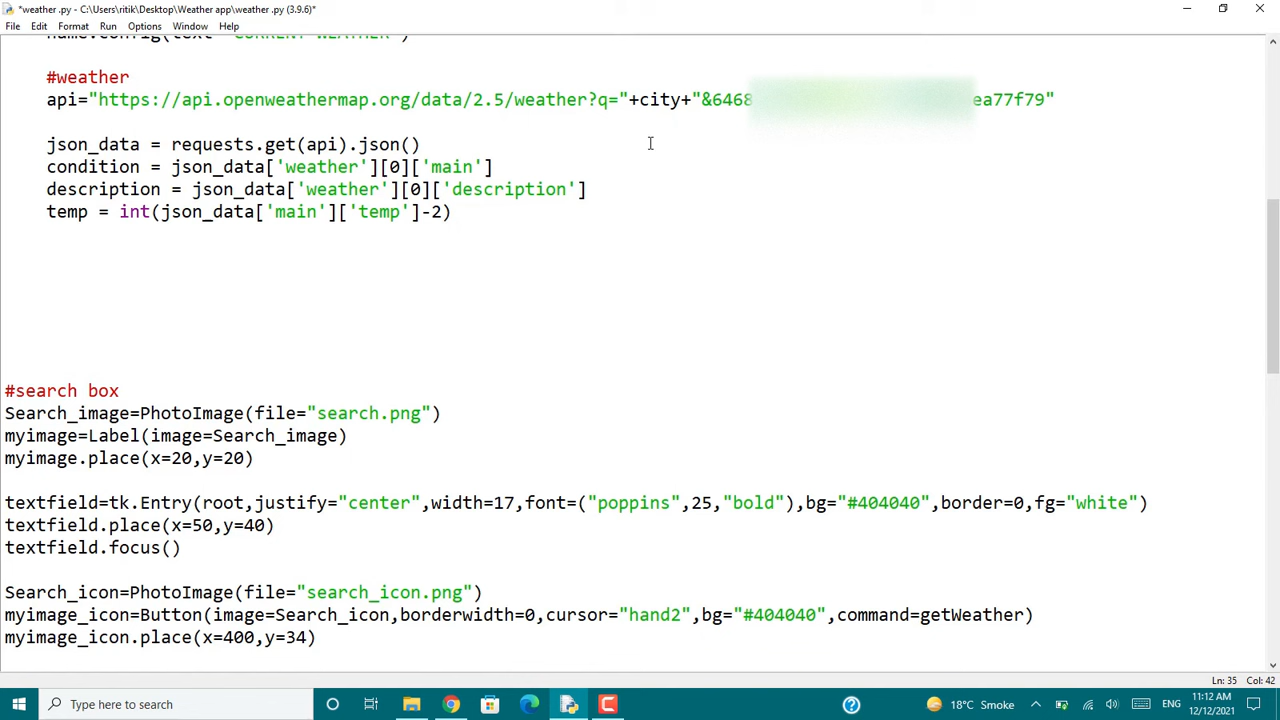 *weather .py - C:\Users\ritik\Desktop\Weather app\weather .py (3.9.6)*
File Edit Format Run Options Window Help
name.config(text="CURRENT WEATHER")
#weather
api="https://api.openweathermap.org/data/2.5/weather?q="+city+"&6468 ea77f79"
json_data = requests.get(api).json()
condition = json_data['weather'][0]['main']
description = json_data['weather'][0]['description']
temp = int(json_data['main']['temp']-2)
#search box
Search_image=PhotoImage(file="search.png")
myimage=Label(image=Search_image)
myimage.place(x=20,y=20)
textfield=tk.Entry(root,justify="center",width=17,font=("poppins",25,"bold"),bg="#404040",border=0,fg="white")
textfield.place(x=50,y=40)
textfield.focus()
Search_icon=PhotoImage(file="search_icon.png")
myimage_icon=Button(image=Search_icon,borderwidth=0,cursor="hand2",bg="#404040",command=getWeather)
myimage_icon.place(x=400,y=34)
Ln: 35 Col: 42
Type here to search
18°C Smoke
ENG
11:12 AM
12/12/2021